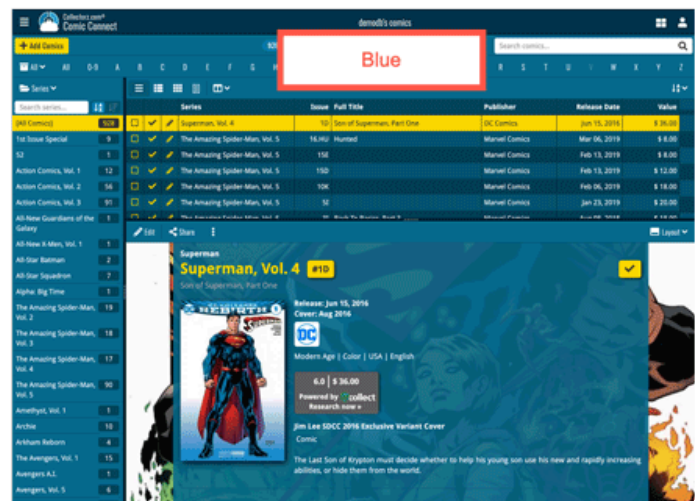 Collectorz.com®
Comic Connect
demodb's comics
Add Comics
Blue
Search comics...
All
All
0-9
A
B
C
D
E
F
G
R
S
T
U
V
W
X
Y
Z
Series
Search series...
Series
Issue
Full Title
Publisher
Release Date
Value
[All Comics]
928
Superman, Vol. 4
1D
Son of Superman, Part One
DC Comics
Jun 15, 2016
$ 36.00
1st Issue Special
9
The Amazing Spider-Man, Vol. 5
16.HU
Hunted
Marvel Comics
Mar 06, 2019
$ 8.00
52
1
The Amazing Spider-Man, Vol. 5
15E
Marvel Comics
Feb 13, 2019
$ 8.00
Action Comics, Vol. 1
12
The Amazing Spider-Man, Vol. 5
15D
Marvel Comics
Feb 13, 2019
$ 12.00
Action Comics, Vol. 2
56
The Amazing Spider-Man, Vol. 5
10K
Marvel Comics
Feb 06, 2019
$ 18.00
Action Comics, Vol. 3
91
The Amazing Spider-Man, Vol. 5
Marvel Comics
Jan 23, 2019
$ 20.00
All-New Guardians of the
Galaxy
1
All-New X-Men, Vol. 1
1
All-Star Batman
2
All-Star Squadron
7
Alpha: Big Time
1
The Amazing Spider-Man,
Vol. 2
19
The Amazing Spider-Man,
Vol. 3
18
The Amazing Spider-Man,
Vol. 4
17
The Amazing Spider-Man,
Vol. 5
90
Amethyst, Vol. 1
1
Archie
10
Arkham Reborn
4
The Avengers, Vol. 1
15
Avengers A.I.
1
Avengers, Vol. 5
6
Edit
Share
Layout
Superman
Superman, Vol. 4
#1D
Son of Superman, Part One
REBIRTH
SUPERMAN
Release: Jun 15, 2016
Cover: Aug 2016
DC
Modern Age | Color | USA | English
6.0
$ 36.00
Powered by collect
Research now »
Jim Lee SDCC 2016 Exclusive Variant Cover
Comic
The Last Son of Krypton must decide whether to help his young son use his new and rapidly increasing
abilities, or hide them from the world.